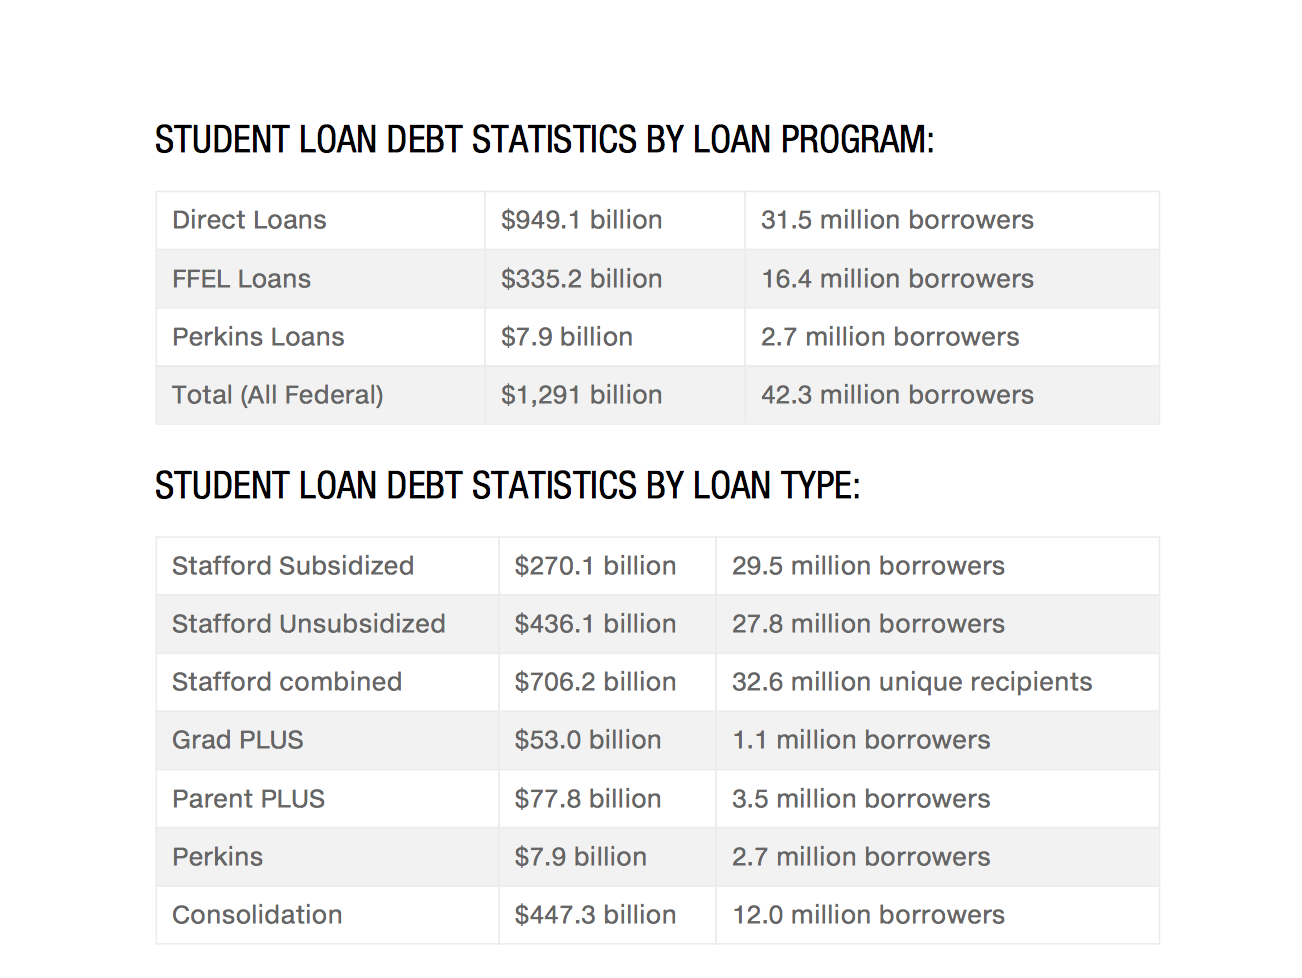 STUDENT LOAN DEBT STATISTICS BY LOAN PROGRAM:
Direct Loans $949.1 billion 31.5 million borrowers
FFEL Loans $335.2 billion 16.4 million borrowers
Perkins Loans $7.9 billion 2.7 million borrowers
Total (All Federal) $1,291 billion 42.3 million borrowers
STUDENT LOAN DEBT STATISTICS BY LOAN TYPE:
Stafford Subsidized $270.1 billion 29.5 million borrowers
Stafford Unsubsidized $436.1 billion 27.8 million borrowers
Stafford combined $706.2 billion 32.6 million unique recipients
Grad PLUS $53.0 billion 1.1 million borrowers
Parent PLUS $77.8 billion 3.5 million borrowers
Perkins $7.9 billion 2.7 million borrowers
Consolidation $447.3 billion 12.0 million borrowers